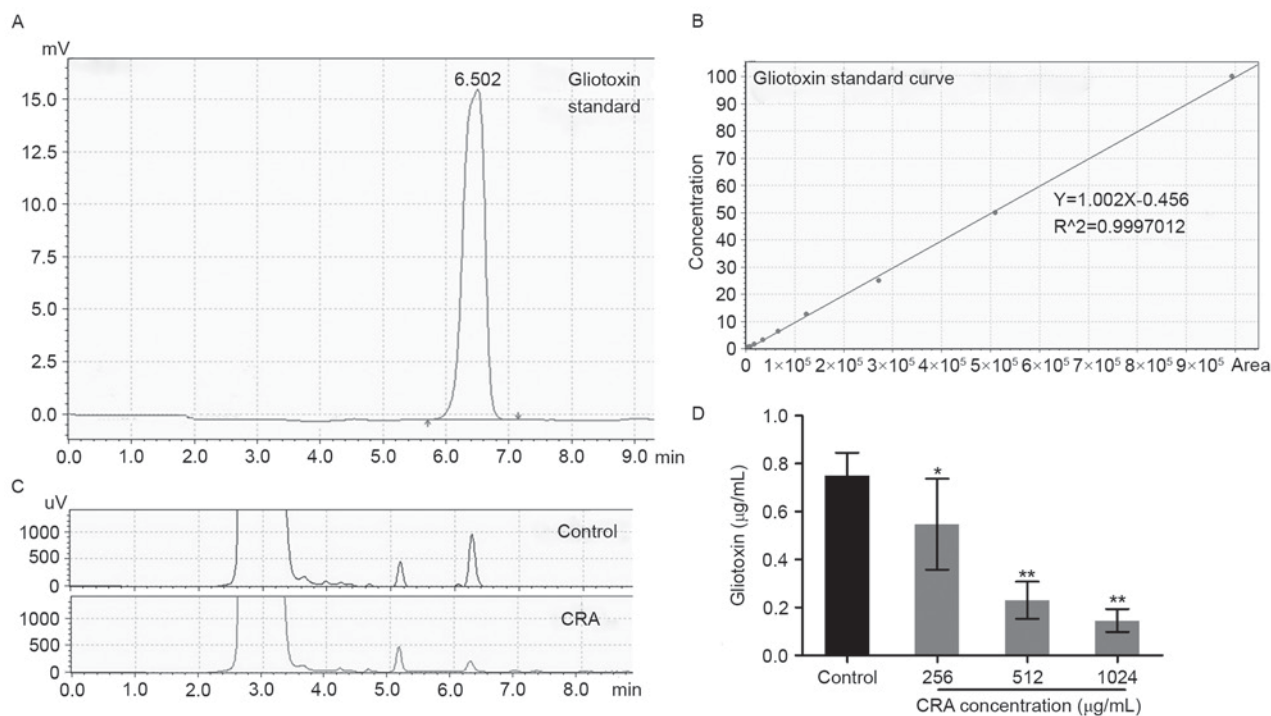 A
mV
6.502
Gliotoxin
standard
15.0
12.5
10.0
7.5
5.0
2.5
0.0
0.0 1.0 2.0 3.0 4.0 5.0 6.0 7.0 8.0 9.0 min
B
Gliotoxin standard curve
Concentration
100
90
80
70
60
50
40
30
20
10
0
Y=1.002X-0.456
R^2=0.9997012
0 1×10⁵ 2×10⁵ 3×10⁵ 4×10⁵ 5×10⁵ 6×10⁵ 7×10⁵ 8×10⁵ 9×10⁵ Area
C
uV
1000
500
0
Control
1000
500
0
CRA
0.0 1.0 2.0 3.0 4.0 5.0 6.0 7.0 8.0 min
D
Gliotoxin (μg/mL)
1.0
0.8
0.6
0.4
0.2
0.0
*
**
**
Control 256 512 1024
CRA concentration (μg/mL)